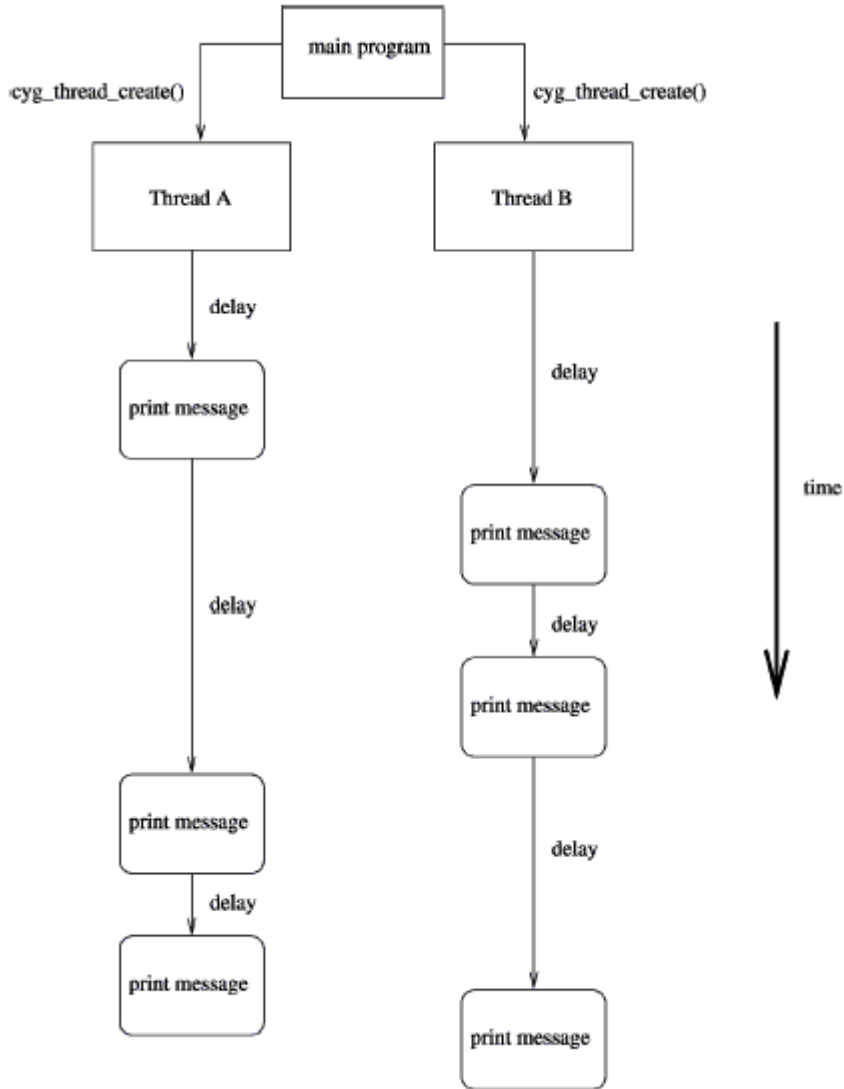 main program
cyg_thread_create()
cyg_thread_create()
Thread A
Thread B
delay
delay
print message
time
print message
delay
delay
print message
print message
delay
delay
print message
print message